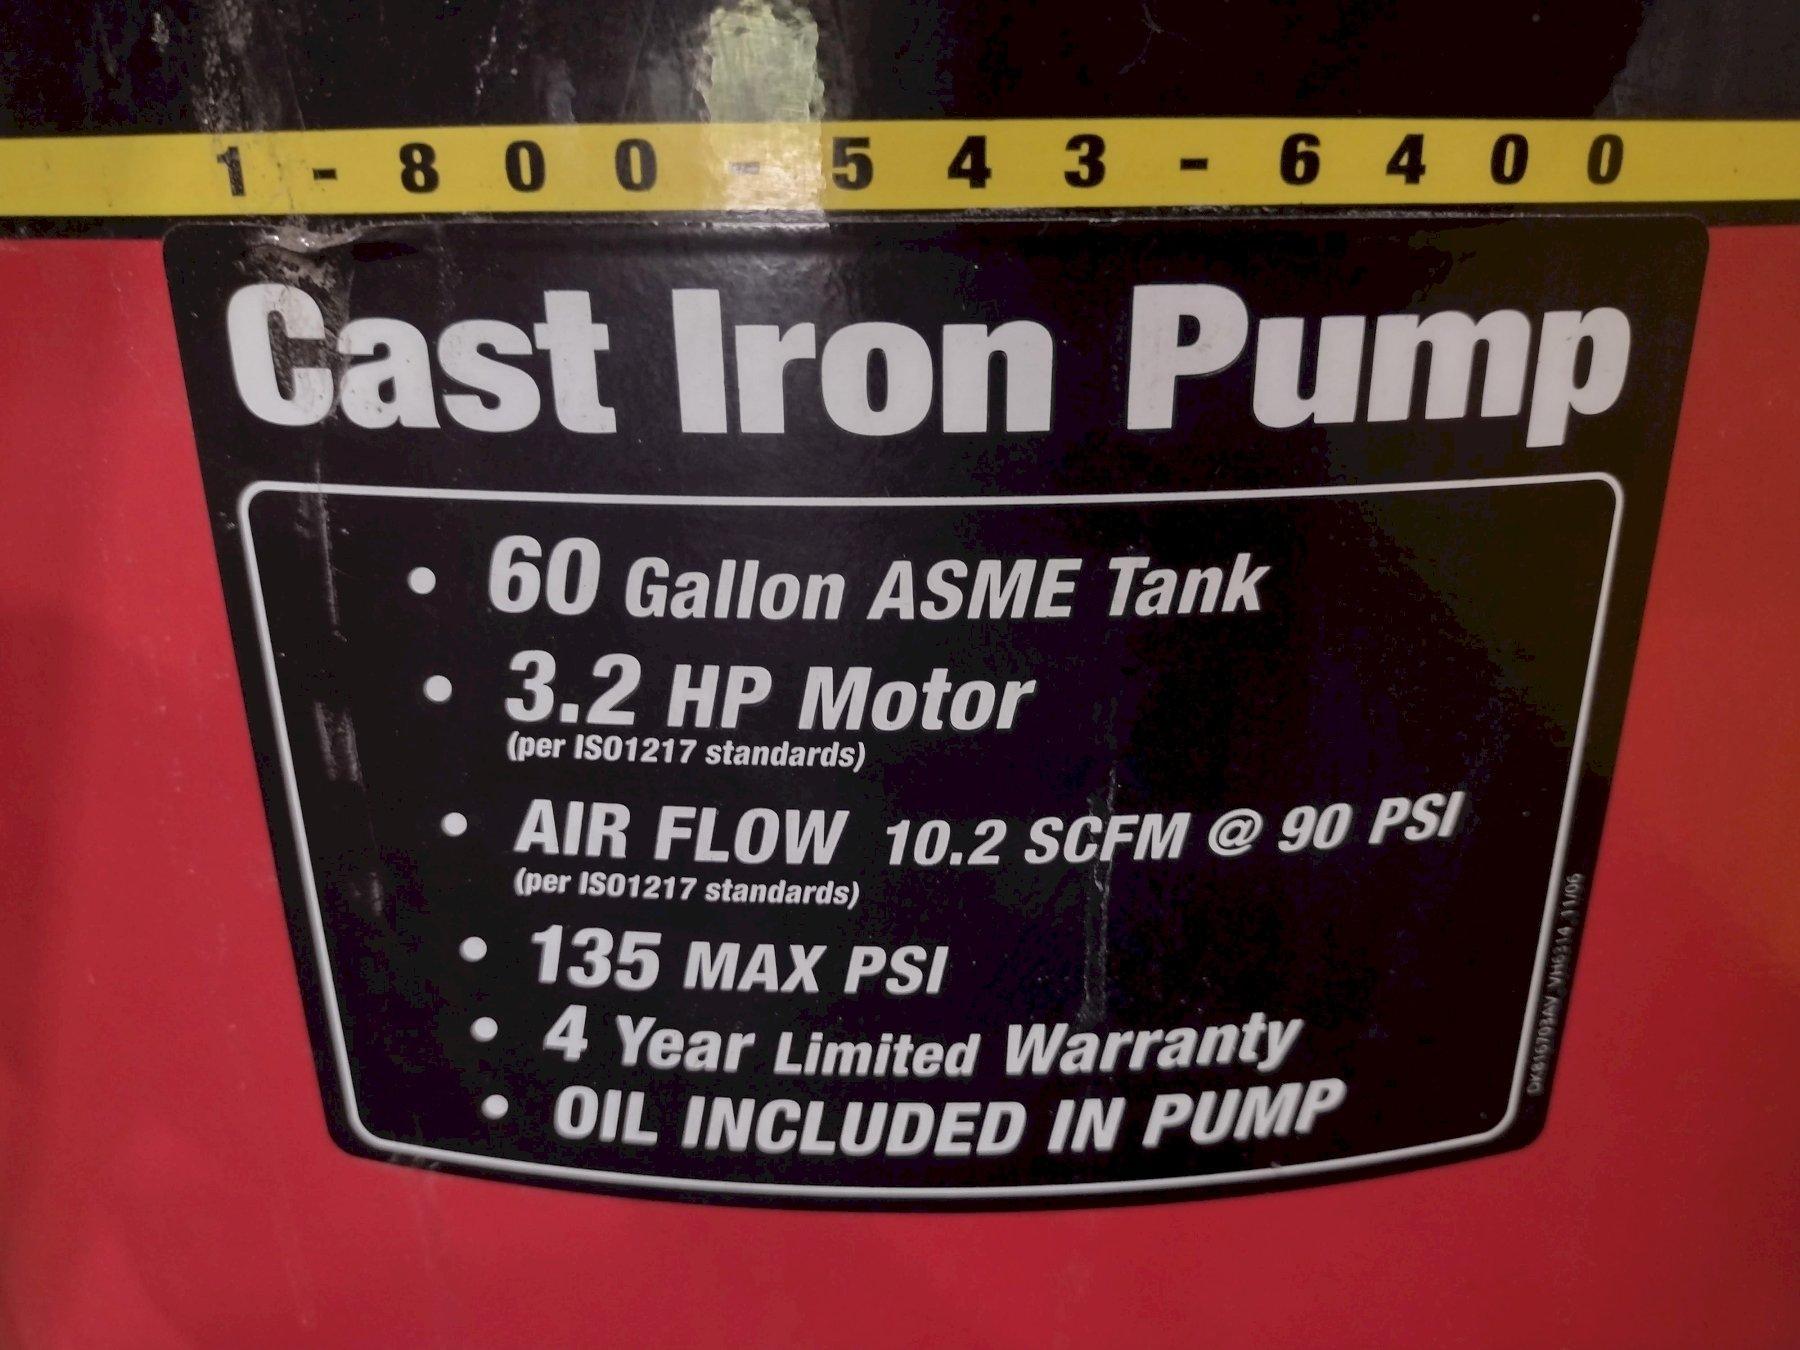 1-800-543-6400
Cast Iron Pump
• 60 Gallon ASME Tank
• 3.2 HP Motor
(per ISO1217 standards)
• AIR FLOW 10.2 SCFM @ 90 PSI
(per ISO1217 standards)
• 135 MAX PSI
• 4 Year Limited Warranty
• OIL INCLUDED IN PUMP
DK816703AV_VH6314_11/06